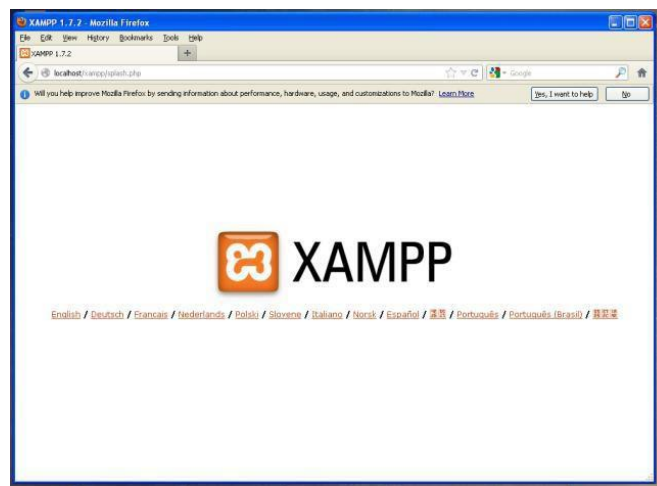 XAMPP 1.7.2 - Mozilla Firefox
File Edit View History Bookmarks Tools Help
XAMPP 1.7.2
localhost/xampp/splash.php
Google
Will you help improve Mozilla Firefox by sending information about performance, hardware, usage, and customizations to Mozilla? Learn More Yes, I want to help No
XAMPP
English / Deutsch / Francais / Nederlands / Polski / Slovene / Italiano / Norsk / Español / / Português / Português (Brasil) /